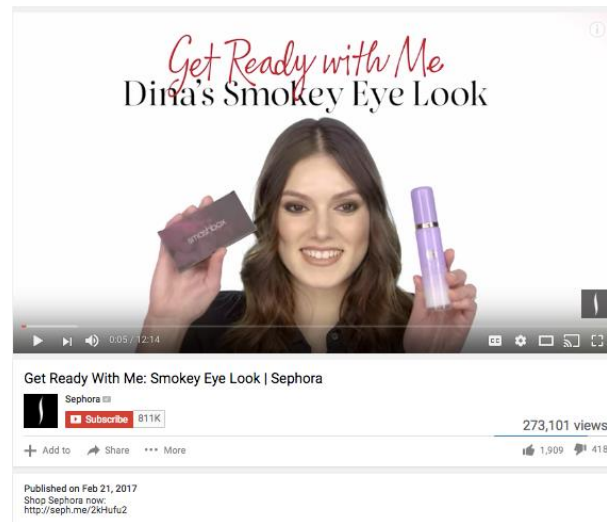 Get Ready with Me
Dina's Smokey Eye Look
smashbox
0:05 / 12:14
CC
Get Ready With Me: Smokey Eye Look | Sephora
Sephora
Subscribe 811K
273,101 views
Add to Share More
1,909 418
Published on Feb 21, 2017
Shop Sephora now:
http://seph.me/2kHufu2